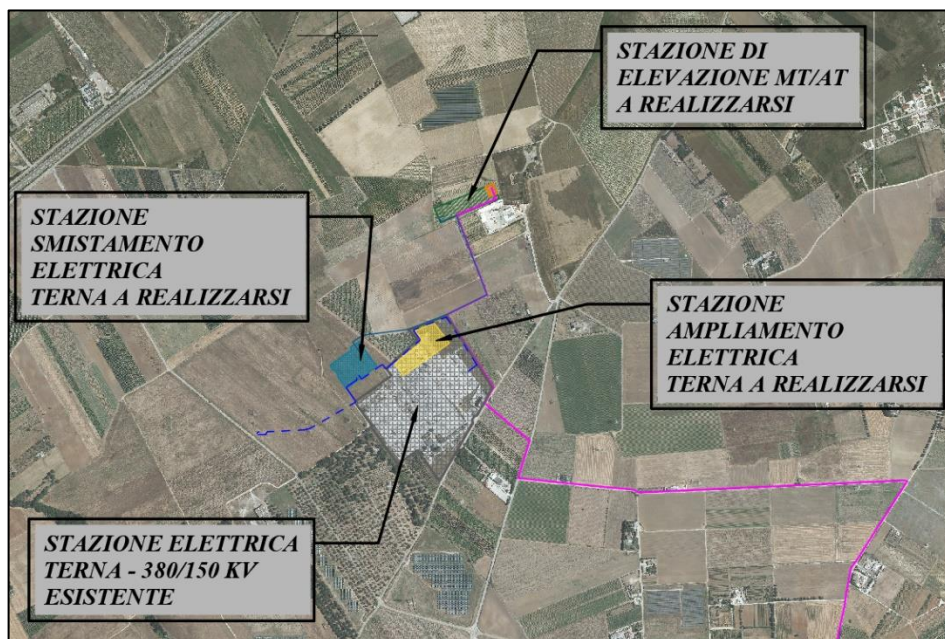 STAZIONE DI
ELEVAZIONE MT/AT
A REALIZZARSI
STAZIONE
SMISTAMENTO
ELETTRICA
TERNA A REALIZZARSI
STAZIONE
AMPLIAMENTO
ELETTRICA
TERNA A REALIZZARSI
STAZIONE ELETTRICA
TERNA - 380/150 KV
ESISTENTE